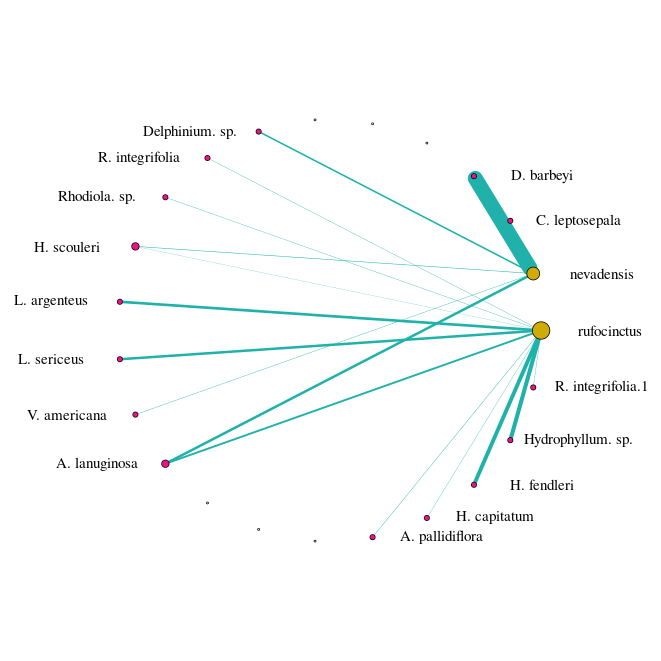 Delphinium. sp.
R. integrifolia
D. barbeyi
Rhodiola. sp.
C. leptosepala
H. scouleri
nevadensis
L. argenteus
rufocinctus
L. sericeus
R. integrifolia.1
V. americana
Hydrophyllum. sp.
A. lanuginosa
H. fendleri
H. capitatum
A. pallidiflora